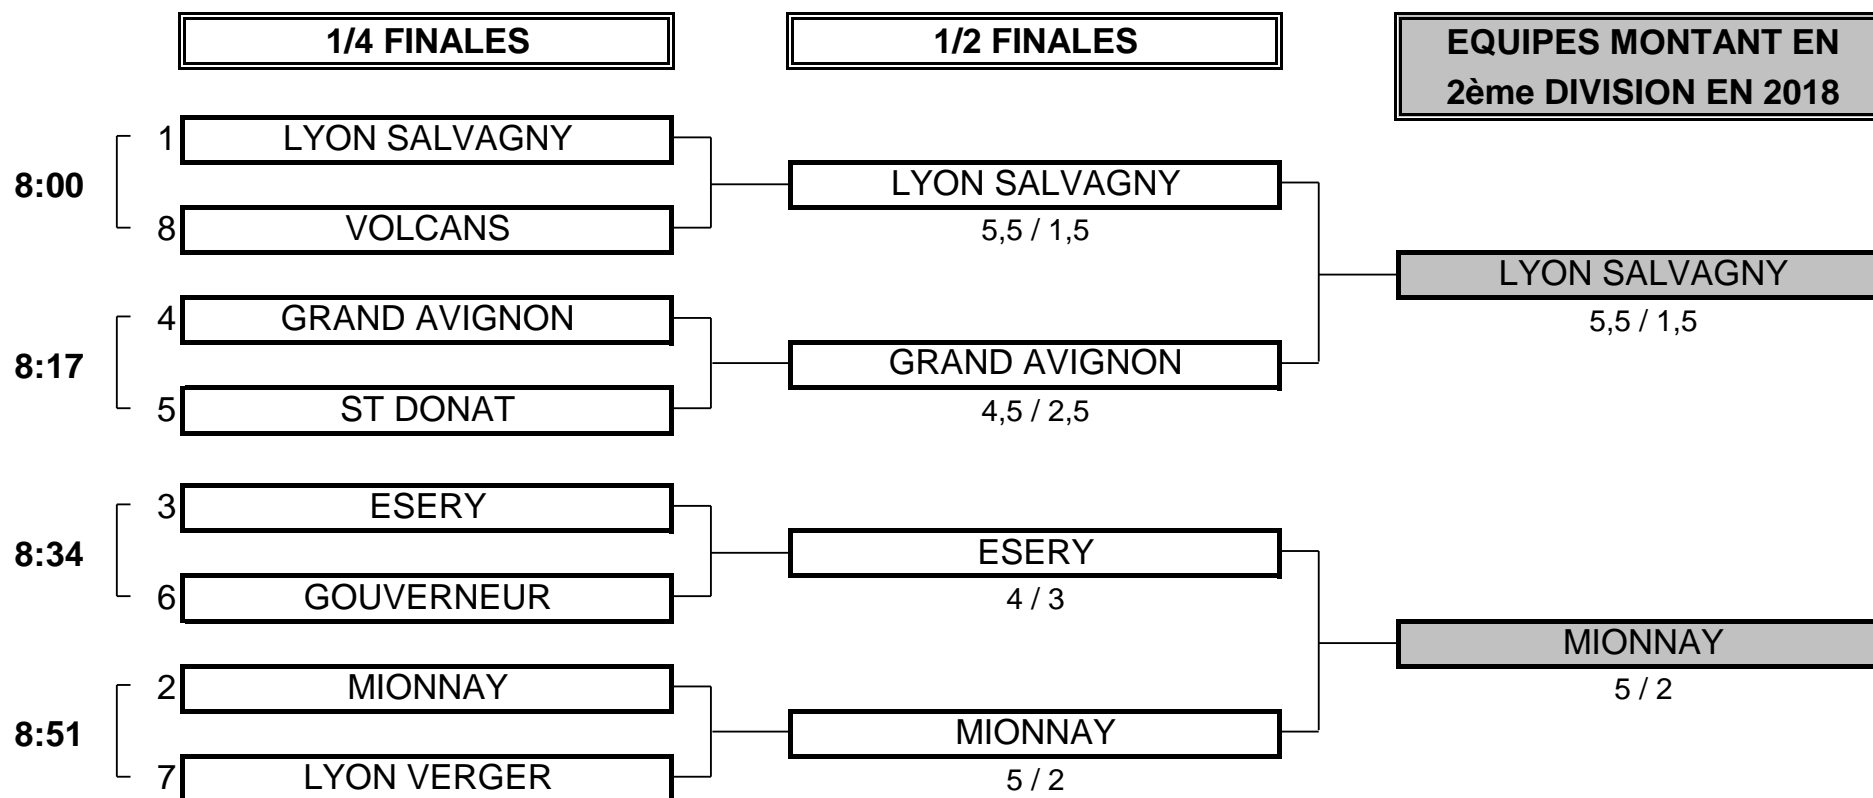 1/4 FINALES
1/2 FINALES
EQUIPES MONTANT EN
2ème DIVISION EN 2018
8:00
1 LYON SALVAGNY
8 VOLCANS
LYON SALVAGNY
5,5 / 1,5
8:17
4 GRAND AVIGNON
5 ST DONAT
GRAND AVIGNON
4,5 / 2,5
LYON SALVAGNY
5,5 / 1,5
8:34
3 ESERY
6 GOUVERNEUR
ESERY
4 / 3
8:51
2 MIONNAY
7 LYON VERGER
MIONNAY
5 / 2
MIONNAY
5 / 2